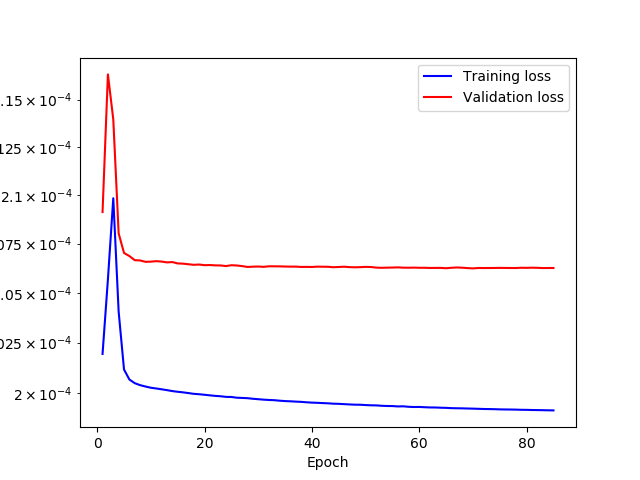 Training loss
Validation loss
.15 × 10⁻⁴
125 × 10⁻⁴
2.1 × 10⁻⁴
075 × 10⁻⁴
.05 × 10⁻⁴
025 × 10⁻⁴
2 × 10⁻⁴
0 20 40 60 80
Epoch